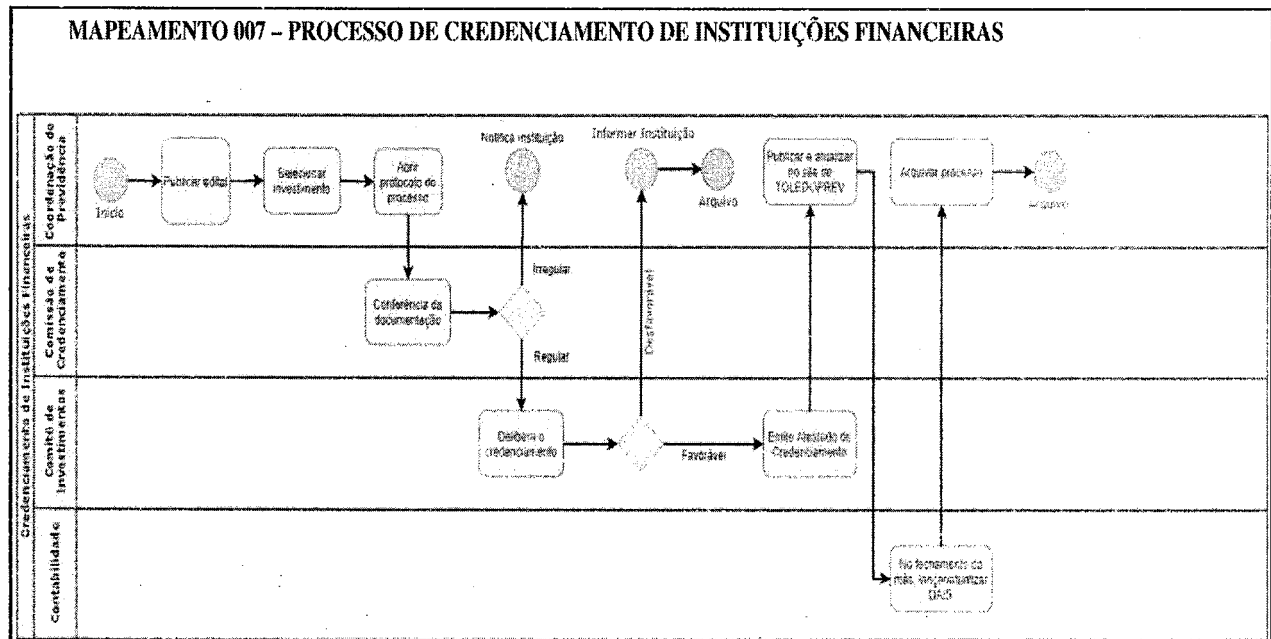 MAPEAMENTO 007 – PROCESSO DE CREDENCIAMENTO DE INSTITUIÇÕES FINANCEIRAS
Credenciamento de Instituições Financeiras
Coordenação de
Previdência
Início
Publicar edital
Selecionar
investimento
Abrir
protocolo do
processo
Notifica instituição
Informer Instituição
Arquivo
Publicar e atualizar
no site do
TOLEDOPREV
Arquivar processo
Arquivo
Comissão de
Credenciamento
Conferência da
documentação
Irregular
Regular
Desfavorável
Comitê de
Investimentos
Delibera o
credenciamento
Favorável
Emite Atestado de
Credenciamento
Contabilidade
No fechamento do
mês,